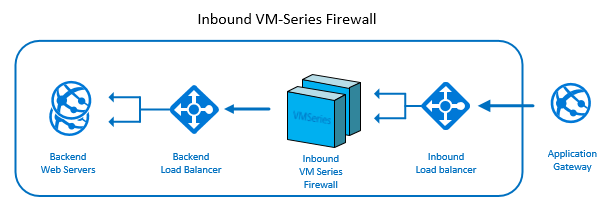 Inbound VM-Series Firewall
VMSeries
Backend
Web Servers
Backend
Load Balancer
Inbound
VM Series
Firewall
Inbound
Load balancer
Application
Gateway